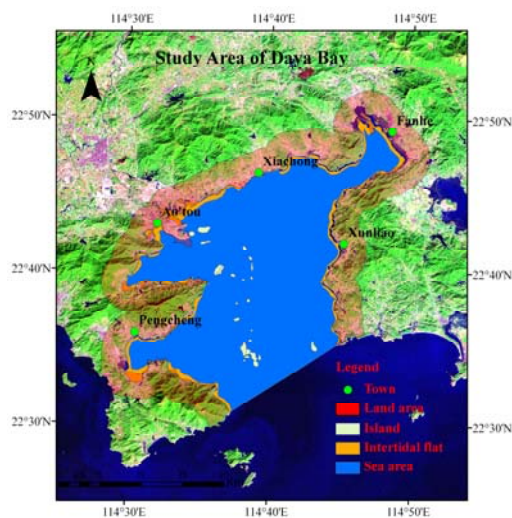 114°30'E 114°40'E 114°50'E
Study Area of Daya Bay
N
22°50'N 22°50'N
Fanhe
Xiachong
Ao'tou
Xunliao
22°40'N 22°40'N
Pengcheng
Legend
Town
Land area
Island
22°30'N 22°30'N
Intertidal flat
Sea area
114°30'E 114°40'E 114°50'E